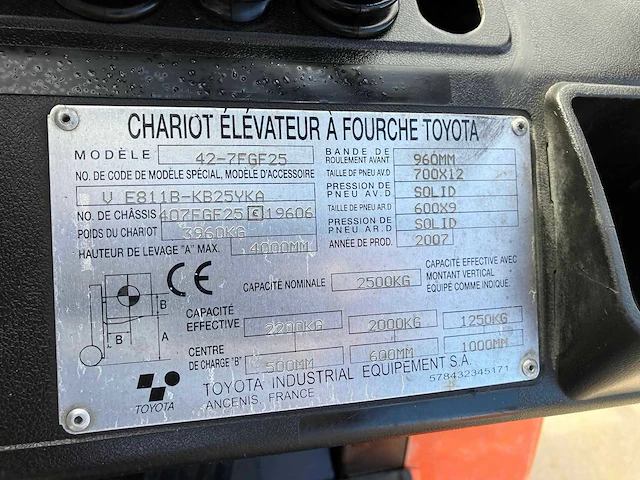 CHARIOT ÉLÉVATEUR À FOURCHE TOYOTA
MODÈLE 42-7FGF25
NO. DE CODE DE MODÈLE SPÉCIAL, MODÈLE D'ACCESSOIRE
V E811B-KB25YKA
NO. DE CHÂSSIS 407FGF25 E 19606
POIDS DU CHARIOT 3960KG
HAUTEUR DE LEVAGE "A" MAX. 4000MM
BANDE DE ROULEMENT AVANT 960MM
TAILLE DE PNEU AV.D 700X12
PRESSION DE PNEU AV.D SOLID
TAILLE DE PNEU AR.D 600X9
PRESSION DE PNEU AR.D SOLID
ANNÉE DE PROD. 2007
CE
CAPACITÉ NOMINALE 2500KG
CAPACITÉ EFFECTIVE AVEC
MONTANT VERTICAL
ÉQUIPÉ COMME INDIQUÉ.
B
B
A
CAPACITÉ EFFECTIVE 2200KG 2000KG 1250KG
CENTRE DE CHARGE "B" 500MM 600MM 1000MM
TOYOTA
TOYOTA INDUSTRIAL EQUIPEMENT S.A.
ANCENIS, FRANCE
578432345171